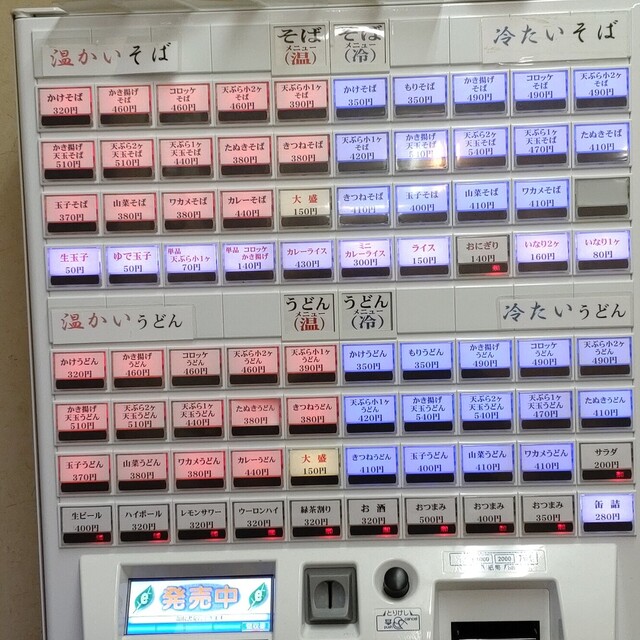 温かいそば
そば
メニュー
(温)
そば
メニュー
(冷)
冷たいそば
かけそば
320円
かき揚げ
そば
460円
コロッケ
そば
460円
天ぷら小2ヶ
そば
460円
天ぷら小1ヶ
そば
390円
かけそば
350円
もりそば
350円
かき揚げ
そば
490円
コロッケ
そば
490円
天ぷら小2ヶ
そば
490円
かき揚げ
天玉そば
510円
天ぷら2ヶ
天玉そば
510円
天ぷら1ヶ
天玉そば
440円
たぬきそば
380円
きつねそば
380円
天ぷら小1ヶ
そば
420円
かき揚げ
天玉そば
540円
天ぷら2ヶ
天玉そば
540円
天ぷら1ヶ
天玉そば
470円
たぬきそば
410円
玉子そば
370円
山菜そば
380円
ワカメそば
380円
カレーそば
440円
大盛
150円
きつねそば
410円
玉子そば
400円
山菜そば
410円
ワカメそば
410円
生玉子
50円
ゆで玉子
50円
単品
天ぷら小1ヶ
70円
単品 コロッケ
かき揚げ
140円
カレーライス
430円
ミニ
カレーライス
300円
ライス
150円
おにぎり
140円
いなり2ヶ
160円
いなり1ヶ
80円
温かいうどん
うどん
メニュー
(温)
うどん
メニュー
(冷)
冷たいうどん
かけうどん
320円
かき揚げ
うどん
460円
コロッケ
うどん
460円
天ぷら小2ヶ
うどん
460円
天ぷら小1ヶ
うどん
390円
かけうどん
350円
もりうどん
350円
かき揚げ
うどん
490円
コロッケ
うどん
490円
天ぷら小2ヶ
うどん
490円
かき揚げ
天玉うどん
510円
天ぷら2ヶ
天玉うどん
510円
天ぷら1ヶ
天玉うどん
440円
たぬきうどん
380円
きつねうどん
380円
天ぷら小1ヶ
うどん
420円
かき揚げ
天玉うどん
540円
天ぷら2ヶ
天玉うどん
540円
天ぷら1ヶ
天玉うどん
470円
たぬきうどん
410円
玉子うどん
370円
山菜うどん
380円
ワカメうどん
380円
カレーうどん
440円
大盛
150円
きつねうどん
410円
玉子うどん
400円
山菜うどん
410円
ワカメうどん
410円
サラダ
200円
生ビール
400円
ハイボール
320円
レモンサワー
320円
ウーロンハイ
320円
緑茶割り
320円
お酒
320円
おつまみ
500円
おつまみ
400円
おつまみ
350円
缶詰
280円
発売中
とりけし